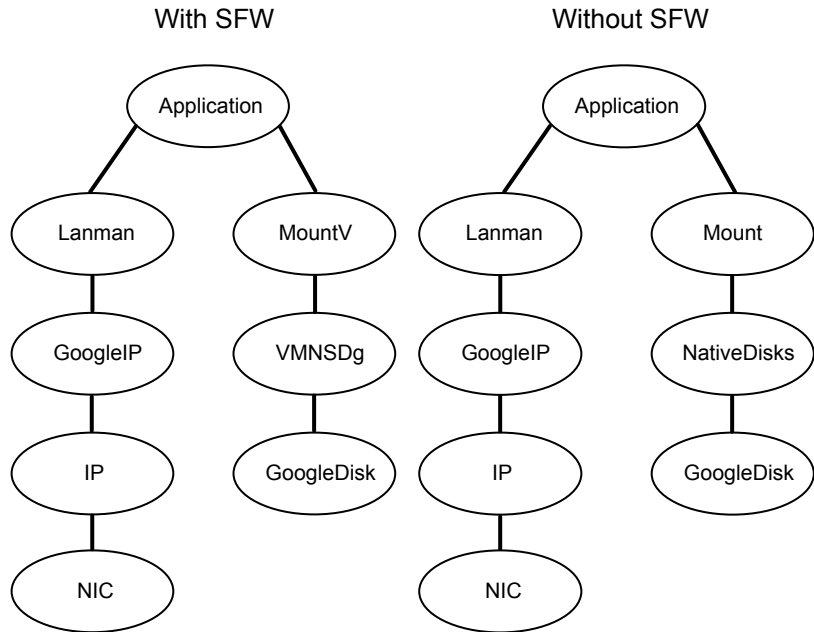 With SFW
Without SFW
Application
Application
Lanman
MountV
Lanman
Mount
GoogleIP
VMNSDg
GoogleIP
NativeDisks
IP
GoogleDisk
IP
GoogleDisk
NIC
NIC